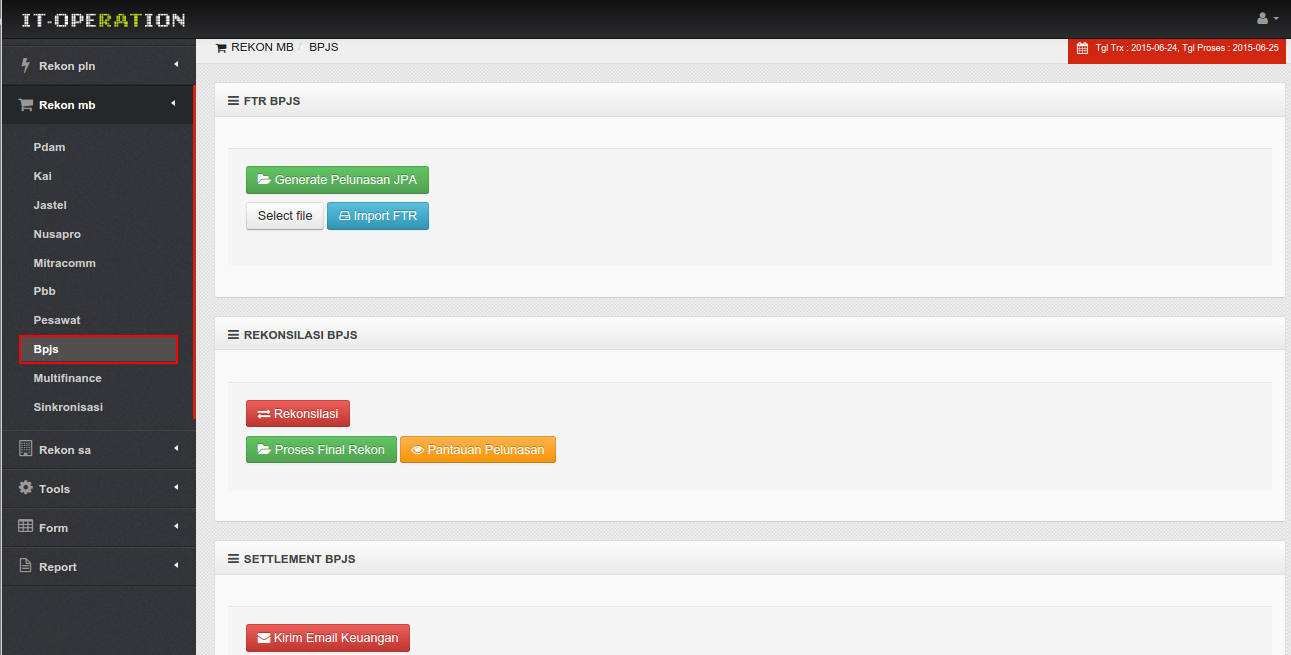 IT-OPERATION
REKON MB / BPJS
Tgl Trx : 2015-06-24, Tgl Proses : 2015-06-25
Rekon pln
Rekon mb
Pdam
Kai
Jastel
Nusapro
Mitracomm
Pbb
Pesawat
Bpjs
Multifinance
Sinkronisasi
Rekon sa
Tools
Form
Report
FTR BPJS
Generate Pelunasan JPA
Select file Import FTR
REKONSILASI BPJS
Rekonsilasi
Proses Final Rekon Pantauan Pelunasan
SETTLEMENT BPJS
Kirim Email Keuangan